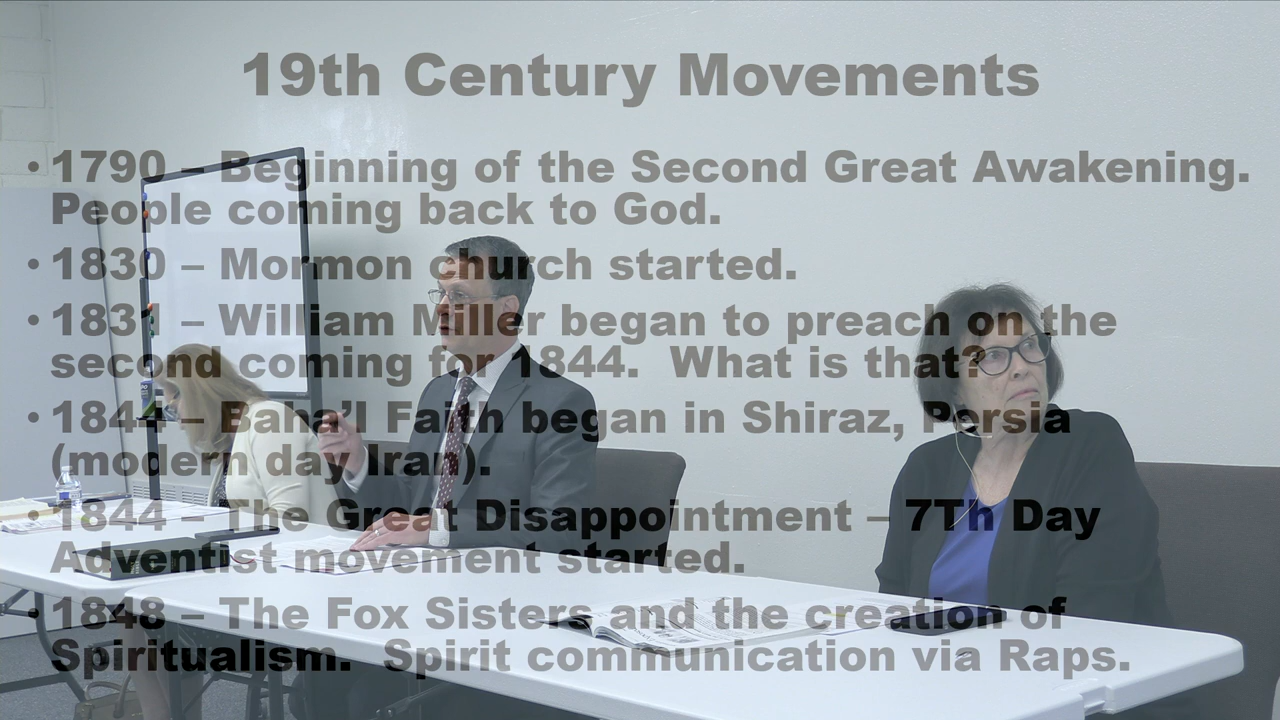 19th Century Movements
• 1790 – Beginning of the Second Great Awakening.
People coming back to God.
• 1830 – Mormon church started.
• 1831 – William Miller began to preach on the
second coming for 1844.  What is that?
• 1844 – Baha’I Faith began in Shiraz, Persia
(modern day Iran).
• 1844 – The Great Disappointment – 7Th Day
Adventist movement started.
• 1848 – The Fox Sisters and the creation of
Spiritualism.  Spirit communication via Raps.